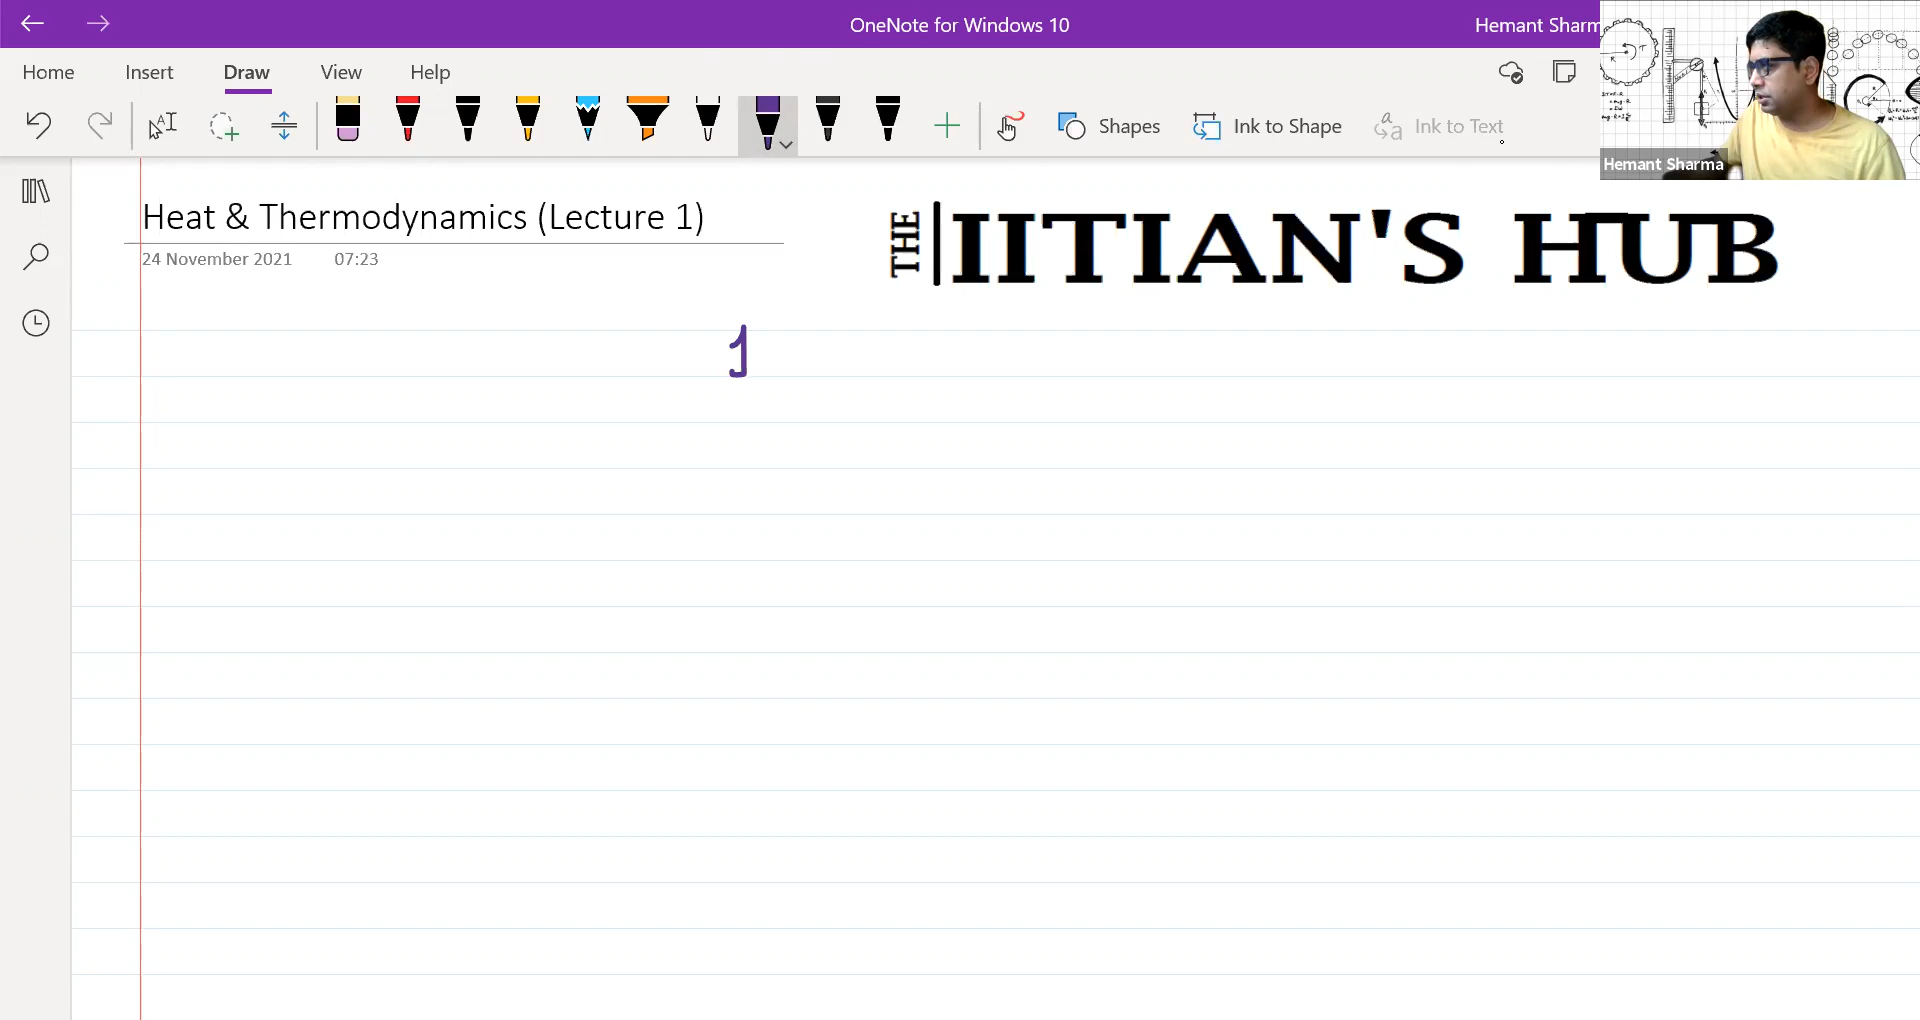 OneNote for Windows 10
Hemant Sharm
Home Insert Draw View Help
Shapes Ink to Shape Ink to Text
Hemant Sharma
Heat & Thermodynamics (Lecture 1)
24 November 2021 07:23
THE IITIAN'S HUB